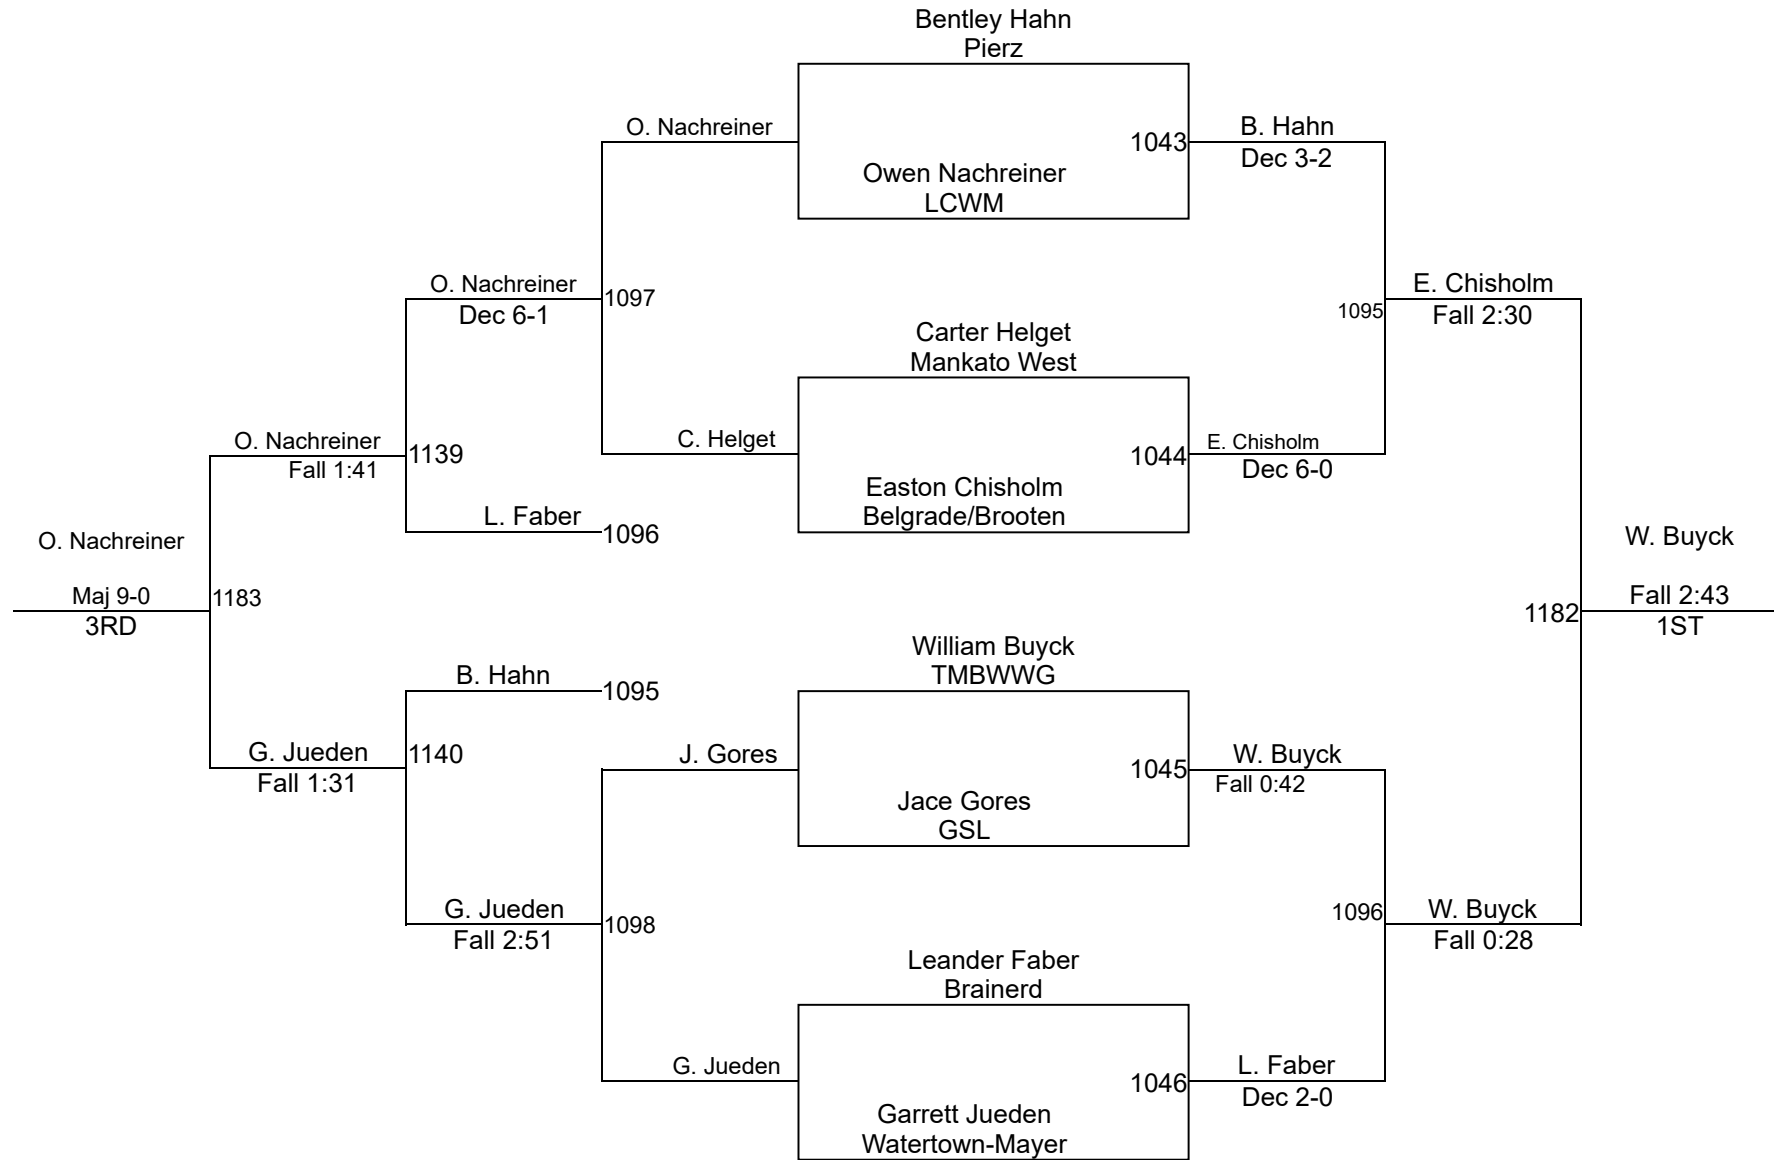 Bentley Hahn
Pierz
O. Nachreiner
1043
B. Hahn
Dec 3-2
Owen Nachreiner
LCWM
O. Nachreiner
Dec 6-1
1097
E. Chisholm
Fall 2:30
1095
Carter Helget
Mankato West
O. Nachreiner
Fall 1:41
1139
C. Helget
1044
E. Chisholm
Dec 6-0
Easton Chisholm
Belgrade/Brooten
L. Faber
1096
O. Nachreiner
Maj 9-0
3RD
1183
W. Buyck
Fall 2:43
1ST
1182
William Buyck
TMBWWG
B. Hahn
1095
G. Jueden
Fall 1:31
1140
J. Gores
1045
W. Buyck
Fall 0:42
Jace Gores
GSL
G. Jueden
Fall 2:51
1098
1096
W. Buyck
Fall 0:28
Leander Faber
Brainerd
G. Jueden
1046
L. Faber
Dec 2-0
Garrett Jueden
Watertown-Mayer